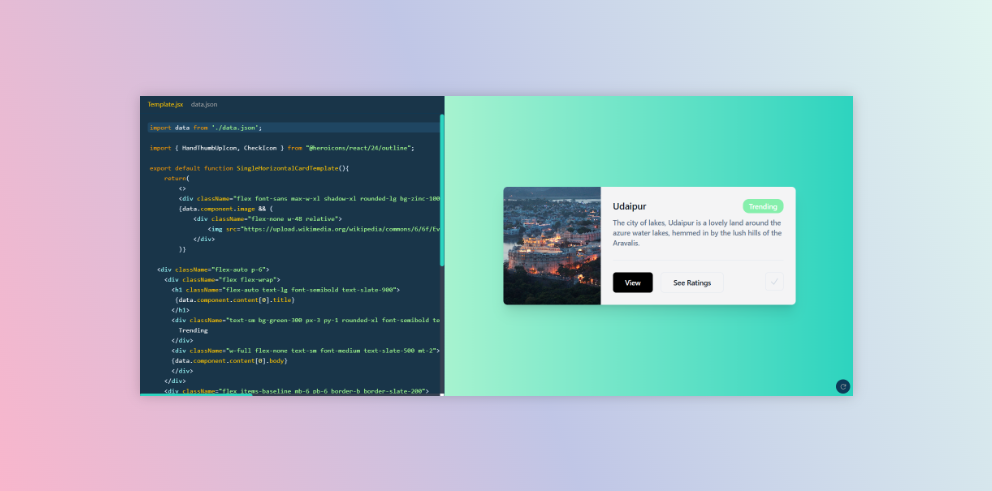 Template.jsx data.json
import data from './data.json';
import { HandThumbUpIcon, CheckIcon } from "@heroicons/react/24/outline";
export default function SingleHorizontalCardTemplate(){
return(
<>
<div className="flex font-sans max-w-xl shadow-xl rounded-lg bg-zinc-100
{data.component.image && (
<div className="flex-none w-48 relative">
<img src="https://upload.wikimedia.org/wikipedia/commons/6/6f/Ev
</div>
)}
<div className="flex-auto p-6">
<div className="flex flex-wrap">
<h1 className="flex-auto text-lg font-semibold text-slate-900">
{data.component.content[0].title}
</h1>
<div className="text-sm bg-green-300 px-3 py-1 rounded-xl font-semibold te
Trending
</div>
<div className="w-full flex-none text-sm font-medium text-slate-500 mt-2">
{data.component.content[0].body}
</div>
</div>
<div className="flex items-baseline mb-6 pb-6 border-b border-slate-200">
Udaipur
Trending
The city of lakes, Udaipur is a lovely land around the
azure water lakes, hemmed in by the lush hills of the
Aravalis.
View
See Ratings